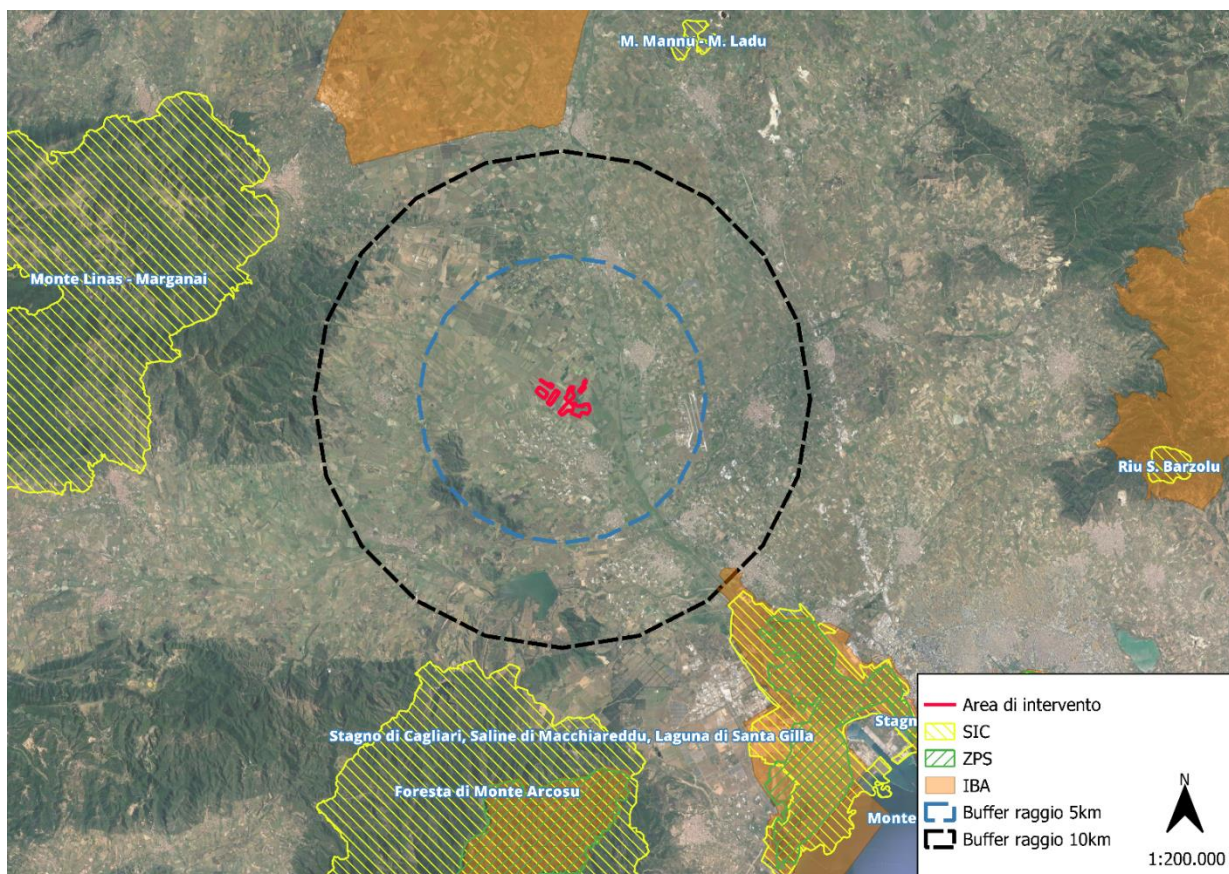 M. Mannu - M. Ladu
Monte Linas - Marganai
Riu S. Barzolu
Stagno di Cagliari, Saline di Macchiareddu, Laguna di Santa Gilla
Stagn
Foresta di Monte Arcosu
Monte
Area di intervento
SIC
ZPS
IBA
Buffer raggio 5km
Buffer raggio 10km
N
1:200.000